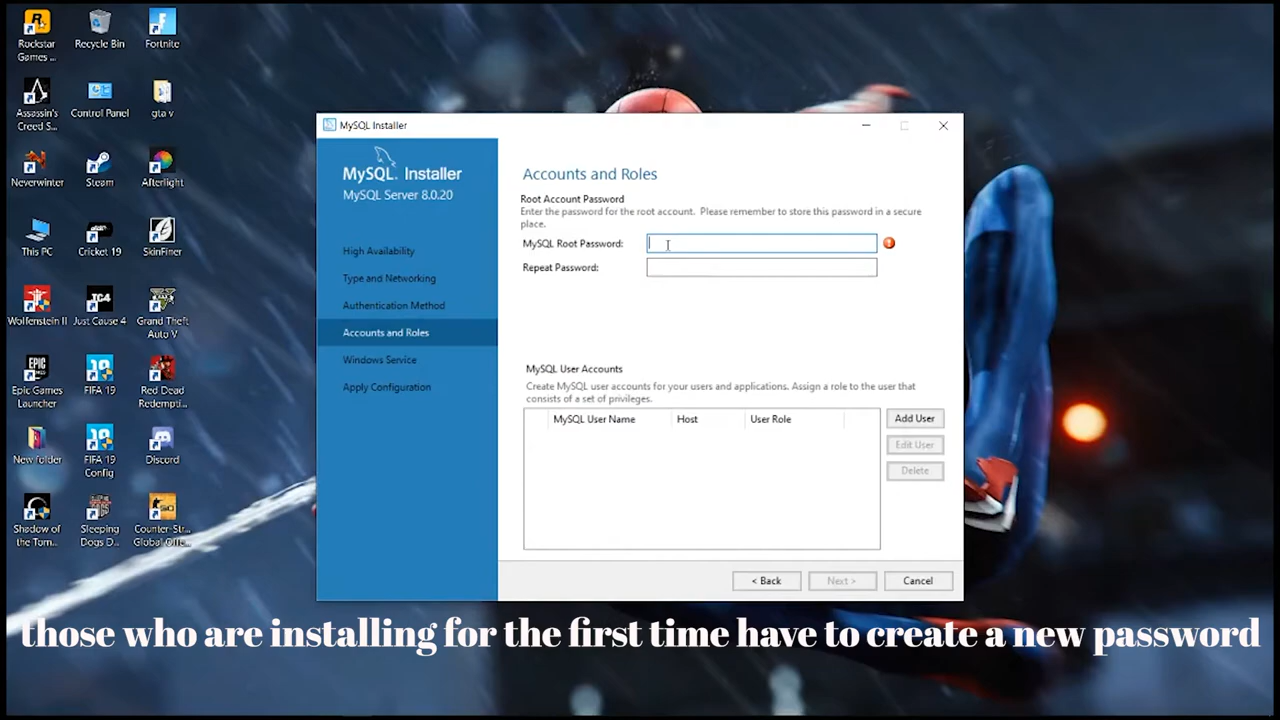 Rockstar
Games ...
Recycle Bin
Fortnite
Assassin's
Creed S...
Control Panel
gta v
Neverwinter
Steam
Afterlight
This PC
Cricket 19
SkinFiner
Wolfenstein II
Just Cause 4
Grand Theft
Auto V
Epic Games
Launcher
FIFA 19
Red Dead
Redempti...
New folder
FIFA 19
Config
Discord
Shadow of
the Tom...
Sleeping
Dogs D...
Counter-Str...
Global Offe...
MySQL Installer
MySQL. Installer
MySQL Server 8.0.20
High Availability
Type and Networking
Authentication Method
Accounts and Roles
Windows Service
Apply Configuration
Accounts and Roles
Root Account Password
Enter the password for the root account. Please remember to store this password in a secure
place.
MySQL Root Password:
Repeat Password:
MySQL User Accounts
Create MySQL user accounts for your users and applications. Assign a role to the user that
consists of a set of privileges.
MySQL User Name Host User Role
Add User
Edit User
Delete
< Back Next > Cancel
those who are installing for the first time have to create a new password